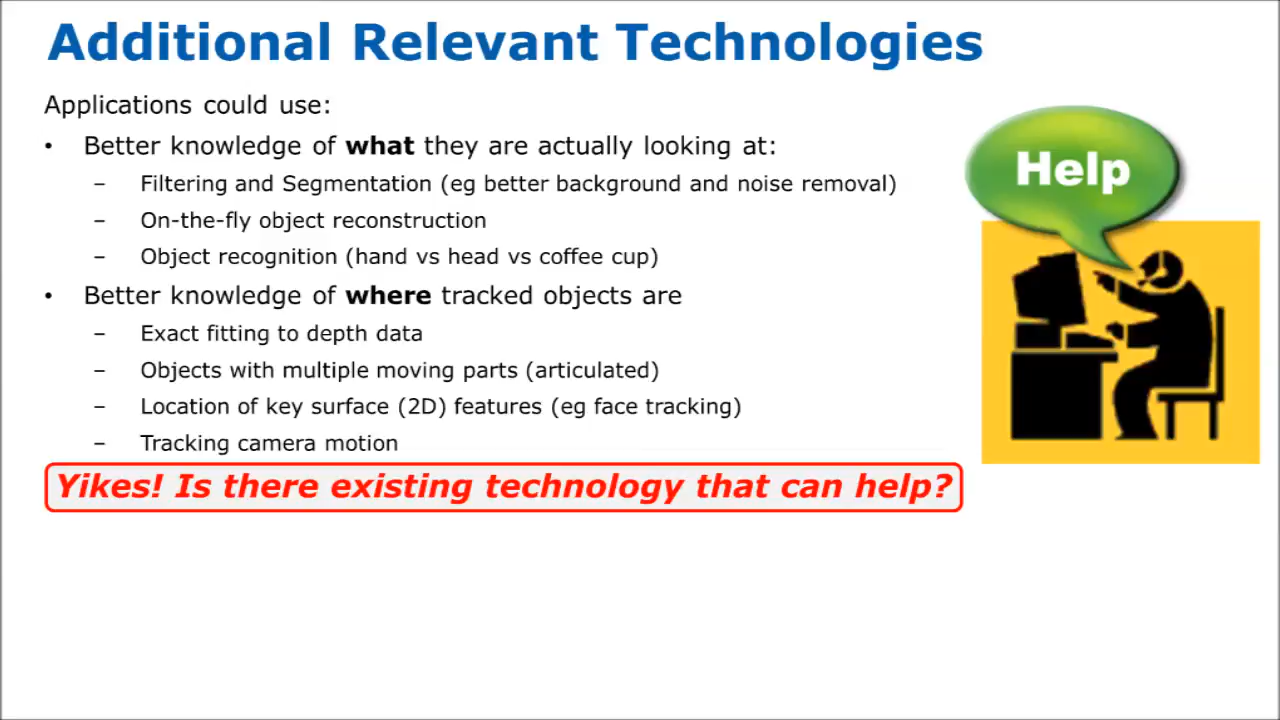 Additional Relevant Technologies
Applications could use:
• Better knowledge of what they are actually looking at:
– Filtering and Segmentation (eg better background and noise removal)
– On-the-fly object reconstruction
– Object recognition (hand vs head vs coffee cup)
• Better knowledge of where tracked objects are
– Exact fitting to depth data
– Objects with multiple moving parts (articulated)
– Location of key surface (2D) features (eg face tracking)
– Tracking camera motion
Yikes! Is there existing technology that can help?
Help